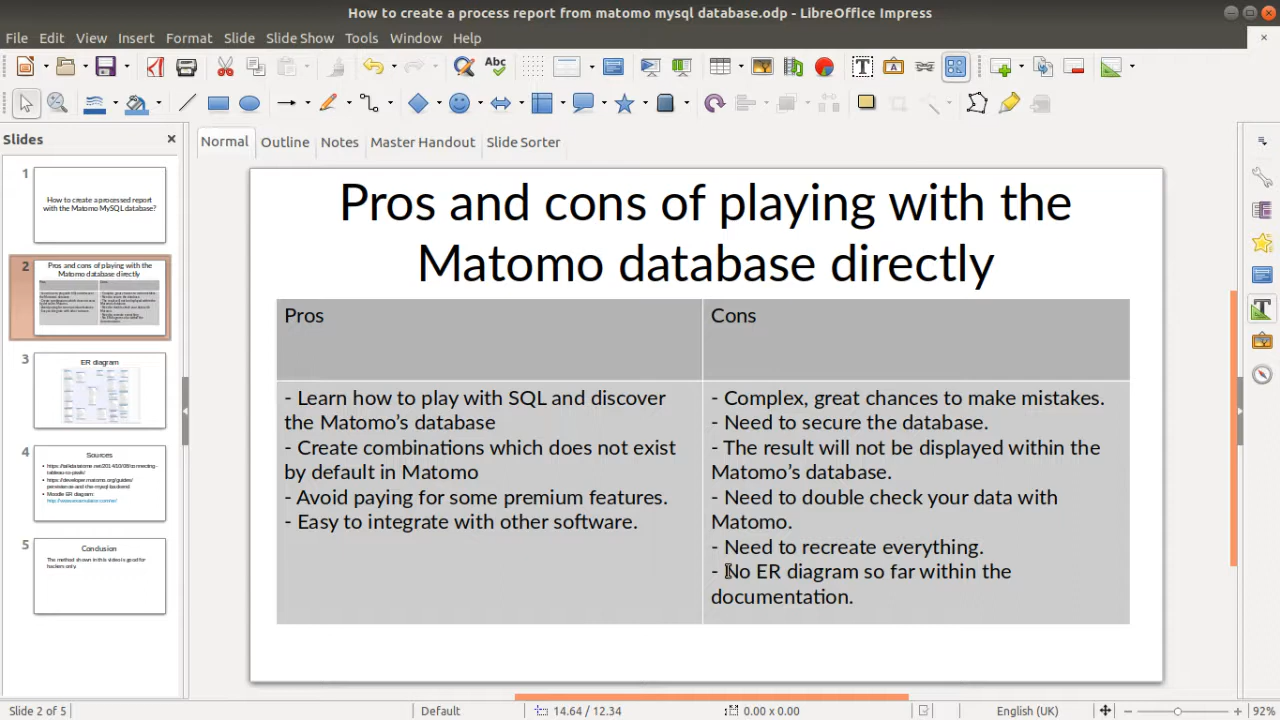 How to create a process report from matomo mysql database.odp - LibreOffice Impress
File Edit View Insert Format Slide Slide Show Tools Window Help
Slides
Normal Outline Notes Master Handout Slide Sorter
1
How to create a processed report
with the Matomo MySQL database?
2
Pros and cons of playing with the
Matomo database directly
3
ER diagram
4
Sources
5
Conclusion
The method shown in this video is good for
hackers only.
Pros and cons of playing with the
Matomo database directly
Pros
Cons
- Learn how to play with SQL and discover
the Matomo’s database
- Create combinations which does not exist
by default in Matomo
- Avoid paying for some premium features.
- Easy to integrate with other software.
- Complex, great chances to make mistakes.
- Need to secure the database.
- The result will not be displayed within the
Matomo’s database.
- Need to double check your data with
Matomo.
- Need to recreate everything.
- No ER diagram so far within the
documentation.
Slide 2 of 5
Default
14.64 / 12.34
0.00 x 0.00
English (UK)
92%